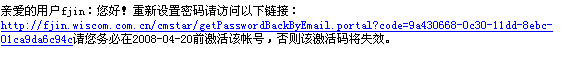 亲爱的用户fjin：您好！重新设置密码请访问以下链接：
http://fjin.wiscom.com.cn/cmstar/getPasswordBackByEmail.portal?code=9a430668-0c30-11dd-8ebc-
01ca9da6c94c请您务必在2008-04-20前激活该帐号，否则该激活码将失效。